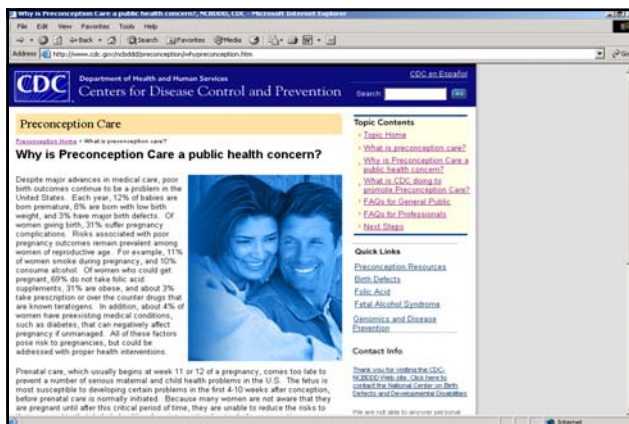 Why is Preconception Care a public health concern?, NCBDDD, CDC - Microsoft Internet Explorer
File Edit View Favorites Tools Help
Back Search Favorites Media
Address http://www.cdc.gov/ncbddd/preconception/whypreconception.htm Go
CDC en Español
CDC
Department of Health and Human Services
Centers for Disease Control and Prevention
Search
Preconception Care
Preconception Home > What is preconception care?
Why is Preconception Care a public health concern?
Despite major advances in medical care, poor
birth outcomes continue to be a problem in the
United States. Each year, 12% of babies are
born premature, 8% are born with low birth
weight, and 3% have major birth defects. Of
women giving birth, 31% suffer pregnancy
complications. Risks associated with poor
pregnancy outcomes remain prevalent among
women of reproductive age. For example, 11%
of women smoke during pregnancy, and 10%
consume alcohol. Of women who could get
pregnant, 69% do not take folic acid
supplements, 31% are obese, and about 3%
take prescription or over the counter drugs that
are known teratogens. In addition, about 4% of
women have preexisting medical conditions,
such as diabetes, that can negatively affect
pregnancy if unmanaged. All of these factors
pose risk to pregnancies, but could be
addressed with proper health interventions.
Prenatal care, which usually begins at week 11 or 12 of a pregnancy, comes too late to
prevent a number of serious maternal and child health problems in the U.S. The fetus is
most susceptible to developing certain problems in the first 4-10 weeks after conception,
before prenatal care is normally initiated. Because many women are not aware that they
are pregnant until after this critical period of time, they are unable to reduce the risks to
Topic Contents
Topic Home
What is preconception care?
Why is Preconception Care a
public health concern?
What is CDC doing to
promote Preconception Care?
FAQs for General Public
FAQs for Professionals
Next Steps
Quick Links
Preconception Resources
Birth Defects
Folic Acid
Fetal Alcohol Syndrome
Genomics and Disease
Prevention
Contact Info
Thank you for visiting the CDC-
NCBDDD Web site. Click here to
contact the National Center on Birth
Defects and Developmental Disabilities
We are not able to answer personal
Internet